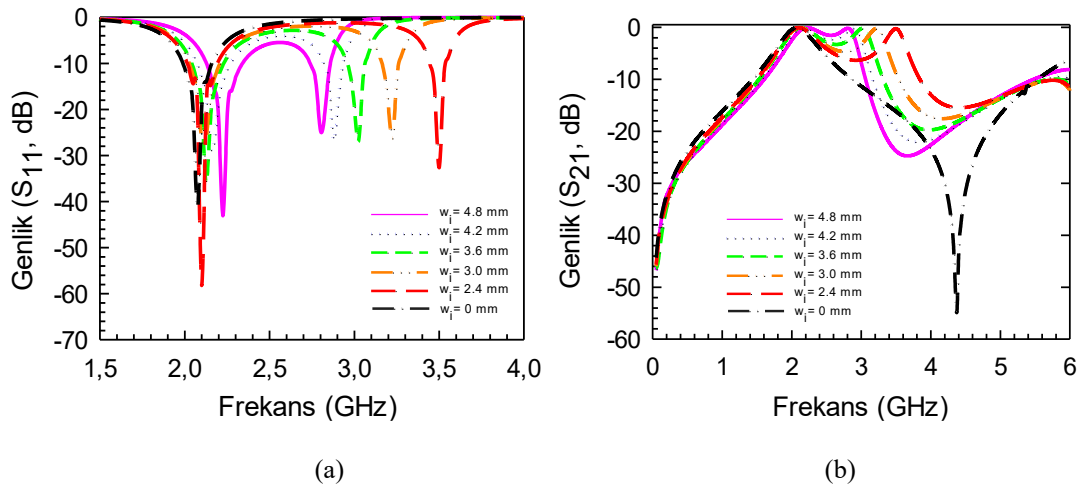 Genlik (S11, dB)
0
-10
-20
-30
-40
-50
-60
-70
1,5
2,0
2,5
3,0
3,5
4,0
Frekans (GHz)
wi= 4.8 mm
wi= 4.2 mm
wi= 3.6 mm
wi= 3.0 mm
wi= 2.4 mm
wi= 0 mm
(a)
Genlik (S21, dB)
0
-10
-20
-30
-40
-50
-60
0
1
2
3
4
5
6
Frekans (GHz)
wi= 4.8 mm
wi= 4.2 mm
wi= 3.6 mm
wi= 3.0 mm
wi= 2.4 mm
wi= 0 mm
(b)